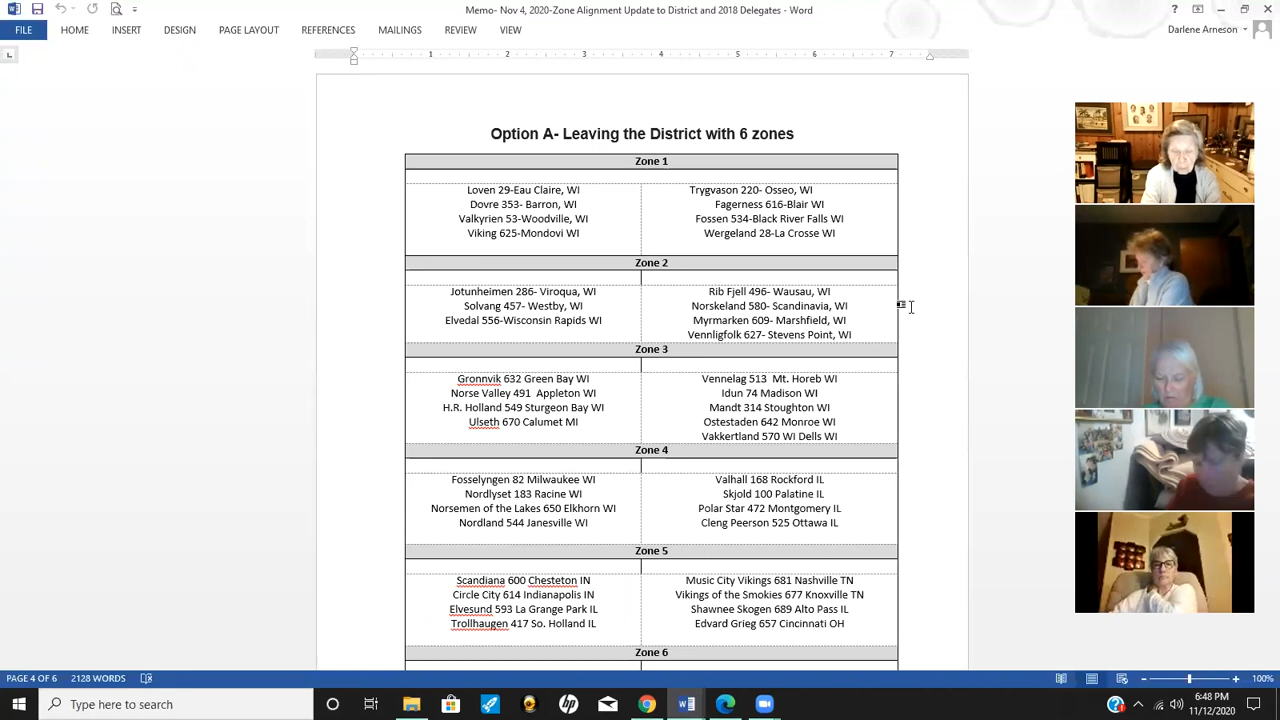 Memo- Nov 4, 2020-Zone Alignment Update to District and 2018 Delegates - Word
FILE HOME INSERT DESIGN PAGE LAYOUT REFERENCES MAILINGS REVIEW VIEW
Darlene Arneson
1 2 3 4 5 6 7
Option A- Leaving the District with 6 zones
Zone 1
Loven 29-Eau Claire, WI Trygvason 220- Osseo, WI
Dovre 353- Barron, WI Fagerness 616-Blair WI
Valkyrien 53-Woodville, WI Fossen 534-Black River Falls WI
Viking 625-Mondovi WI Wergeland 28-La Crosse WI
Zone 2
Jotunheimen 286- Viroqua, WI Rib Fjell 496- Wausau, WI
Solvang 457- Westby, WI Norskeland 580- Scandinavia, WI
Elvedal 556-Wisconsin Rapids WI Myrmarken 609- Marshfield, WI
Vennligfolk 627- Stevens Point, WI
Zone 3
Gronnvik 632 Green Bay WI Vennelag 513 Mt. Horeb WI
Norse Valley 491 Appleton WI Idun 74 Madison WI
H.R. Holland 549 Sturgeon Bay WI Mandt 314 Stoughton WI
Ulseth 670 Calumet MI Ostestaden 642 Monroe WI
Vakkertland 570 WI Dells WI
Zone 4
Fosselyngen 82 Milwaukee WI Valhall 168 Rockford IL
Nordlyset 183 Racine WI Skjold 100 Palatine IL
Norsemen of the Lakes 650 Elkhorn WI Polar Star 472 Montgomery IL
Nordland 544 Janesville WI Cleng Peerson 525 Ottawa IL
Zone 5
Scandiana 600 Chesteton IN Music City Vikings 681 Nashville TN
Circle City 614 Indianapolis IN Vikings of the Smokies 677 Knoxville TN
Elvesund 593 La Grange Park IL Shawnee Skogen 689 Alto Pass IL
Trollhaugen 417 So. Holland IL Edvard Grieg 657 Cincinnati OH
Zone 6
PAGE 4 OF 6 2128 WORDS 100%
Type here to search
6:48 PM
11/12/2020